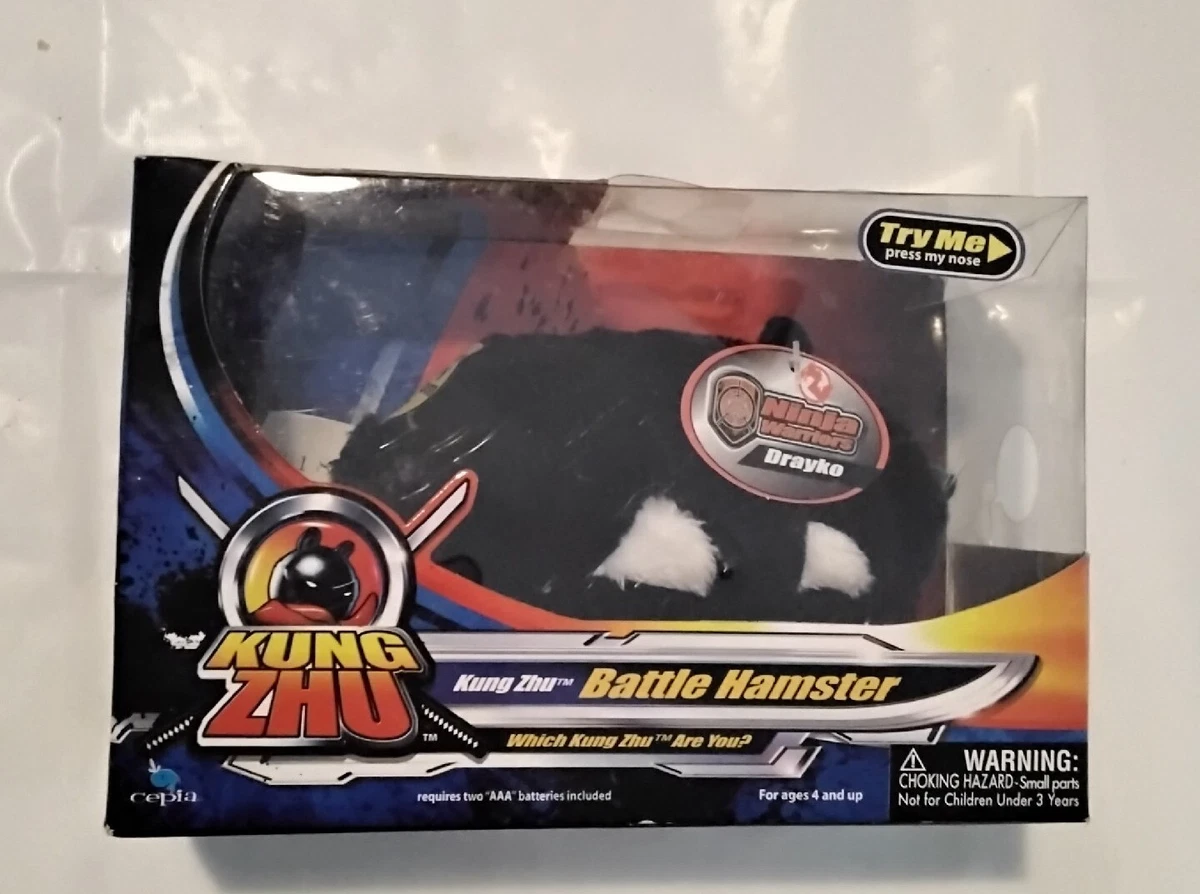 Try Me
press my nose
Ninja
Warriors
Drayko
KUNG
ZHU™
Kung Zhu™ Battle Hamster
Which Kung Zhu™ Are You?
cepia
requires two "AAA" batteries included
For ages 4 and up
WARNING:
CHOKING HAZARD-Small parts
Not for Children Under 3 Years